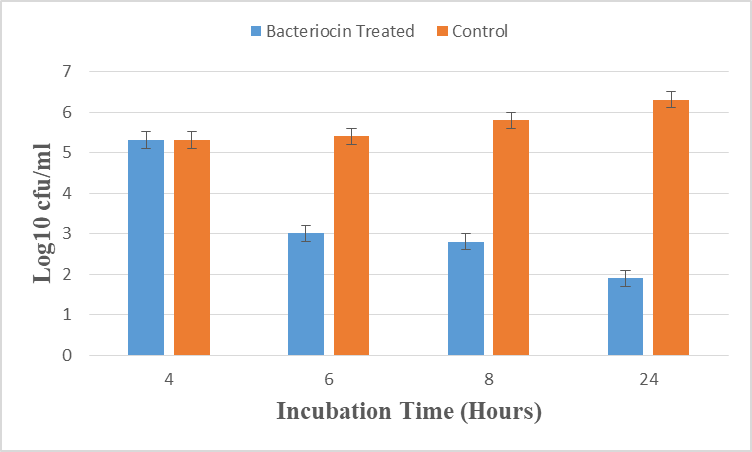 Bacteriocin Treated Control
7
6
5
4
3
2
1
0
Log10 cfu/ml
4 6 8 24
Incubation Time (Hours)